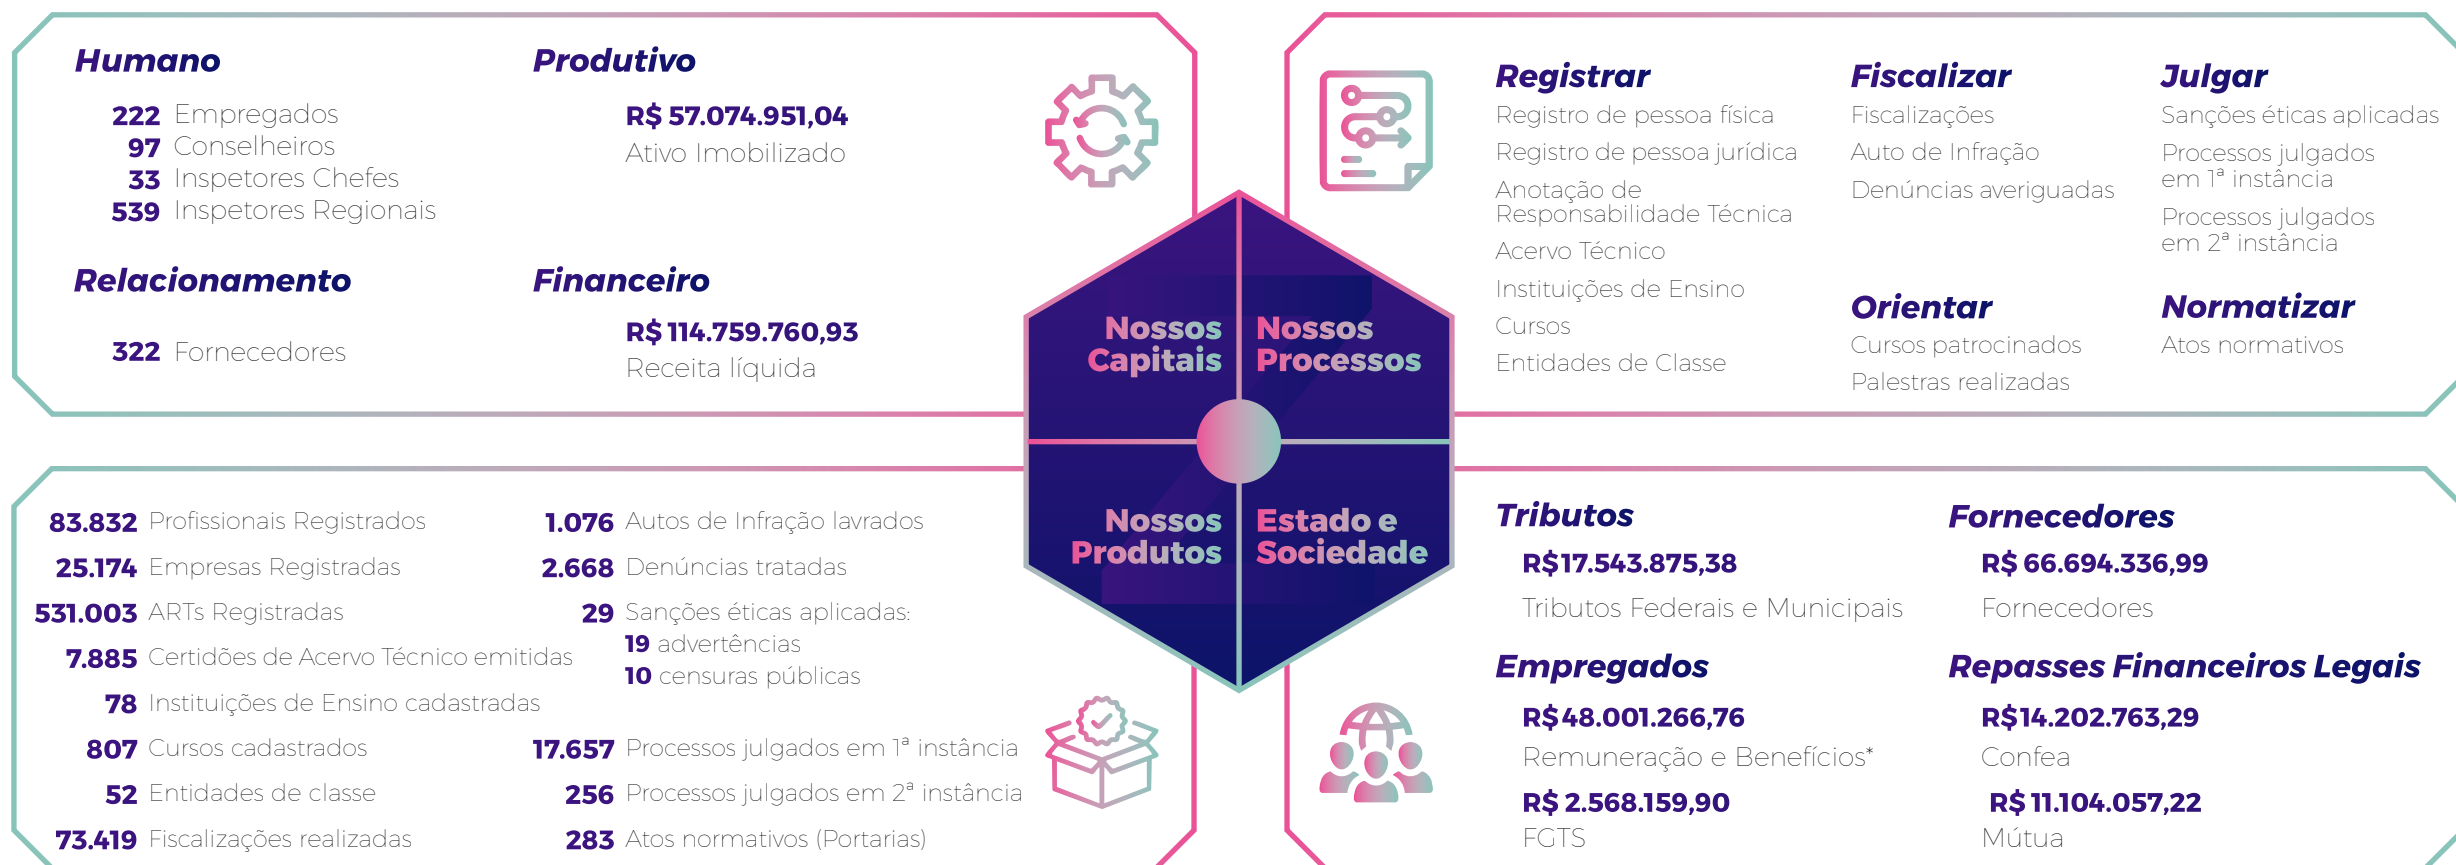 Humano
222 Empregados
97 Conselheiros
33 Inspetores Chefes
539 Inspetores Regionais
Produtivo
R$ 57.074.951,04
Ativo Imobilizado
Relacionamento
322 Fornecedores
Financeiro
R$ 114.759.760,93
Receita líquida
Registrar
Registro de pessoa física
Registro de pessoa jurídica
Anotação de
Responsabilidade Técnica
Acervo Técnico
Instituições de Ensino
Cursos
Entidades de Classe
Fiscalizar
Fiscalizações
Auto de Infração
Denúncias averiguadas
Julgar
Sanções éticas aplicadas
Processos julgados
em 1ª instância
Processos julgados
em 2ª instância
Orientar
Cursos patrocinados
Palestras realizadas
Normatizar
Atos normativos
Nossos
Capitais
Nossos
Processos
Nossos
Produtos
Estado e
Sociedade
83.832 Profissionais Registrados
25.174 Empresas Registradas
531.003 ARTs Registradas
7.885 Certidões de Acervo Técnico emitidas
78 Instituições de Ensino cadastradas
807 Cursos cadastrados
52 Entidades de classe
73.419 Fiscalizações realizadas
1.076 Autos de Infração lavrados
2.668 Denúncias tratadas
29 Sanções éticas aplicadas:
19 advertências
10 censuras públicas
17.657 Processos julgados em 1ª instância
256 Processos julgados em 2ª instância
283 Atos normativos (Portarias)
Tributos
R$17.543.875,38
Tributos Federais e Municipais
Fornecedores
R$ 66.694.336,99
Fornecedores
Empregados
R$48.001.266,76
Remuneração e Benefícios*
R$ 2.568.159,90
FGTS
Repasses Financeiros Legais
R$14.202.763,29
Confea
R$ 11.104.057,22
Mútua